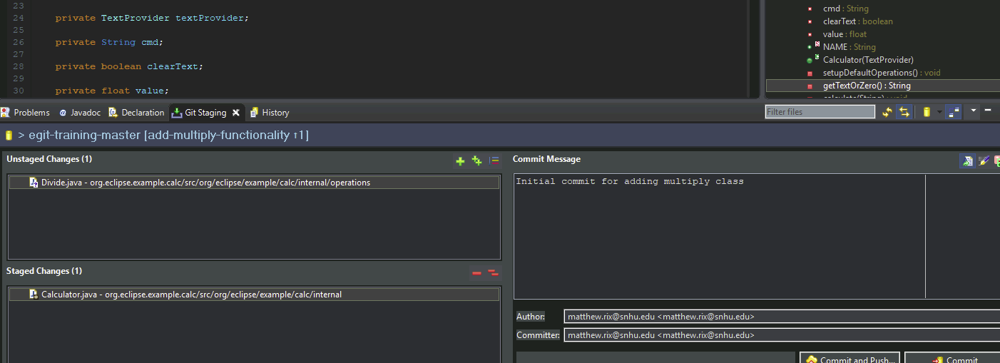 23
24 private TextProvider textProvider;
25
26 private String cmd;
27
28 private boolean clearText;
29
30 private float value;
cmd : String
clearText : boolean
value : float
NAME : String
Calculator(TextProvider)
setupDefaultOperations() : void
getTextOrZero() : String
calculate(String) : void
Problems @ Javadoc Declaration Git Staging History
Filter files
> egit-training-master [add-multiply-functionality ↑1]
Unstaged Changes (1)
Divide.java - org.eclipse.example.calc/src/org/eclipse/example/calc/internal/operations
Staged Changes (1)
Calculator.java - org.eclipse.example.calc/src/org/eclipse/example/calc/internal
Commit Message
Initial commit for adding multiply class
Author: matthew.rix@snhu.edu <matthew.rix@snhu.edu>
Committer: matthew.rix@snhu.edu <matthew.rix@snhu.edu>
Commit and Push... Commit